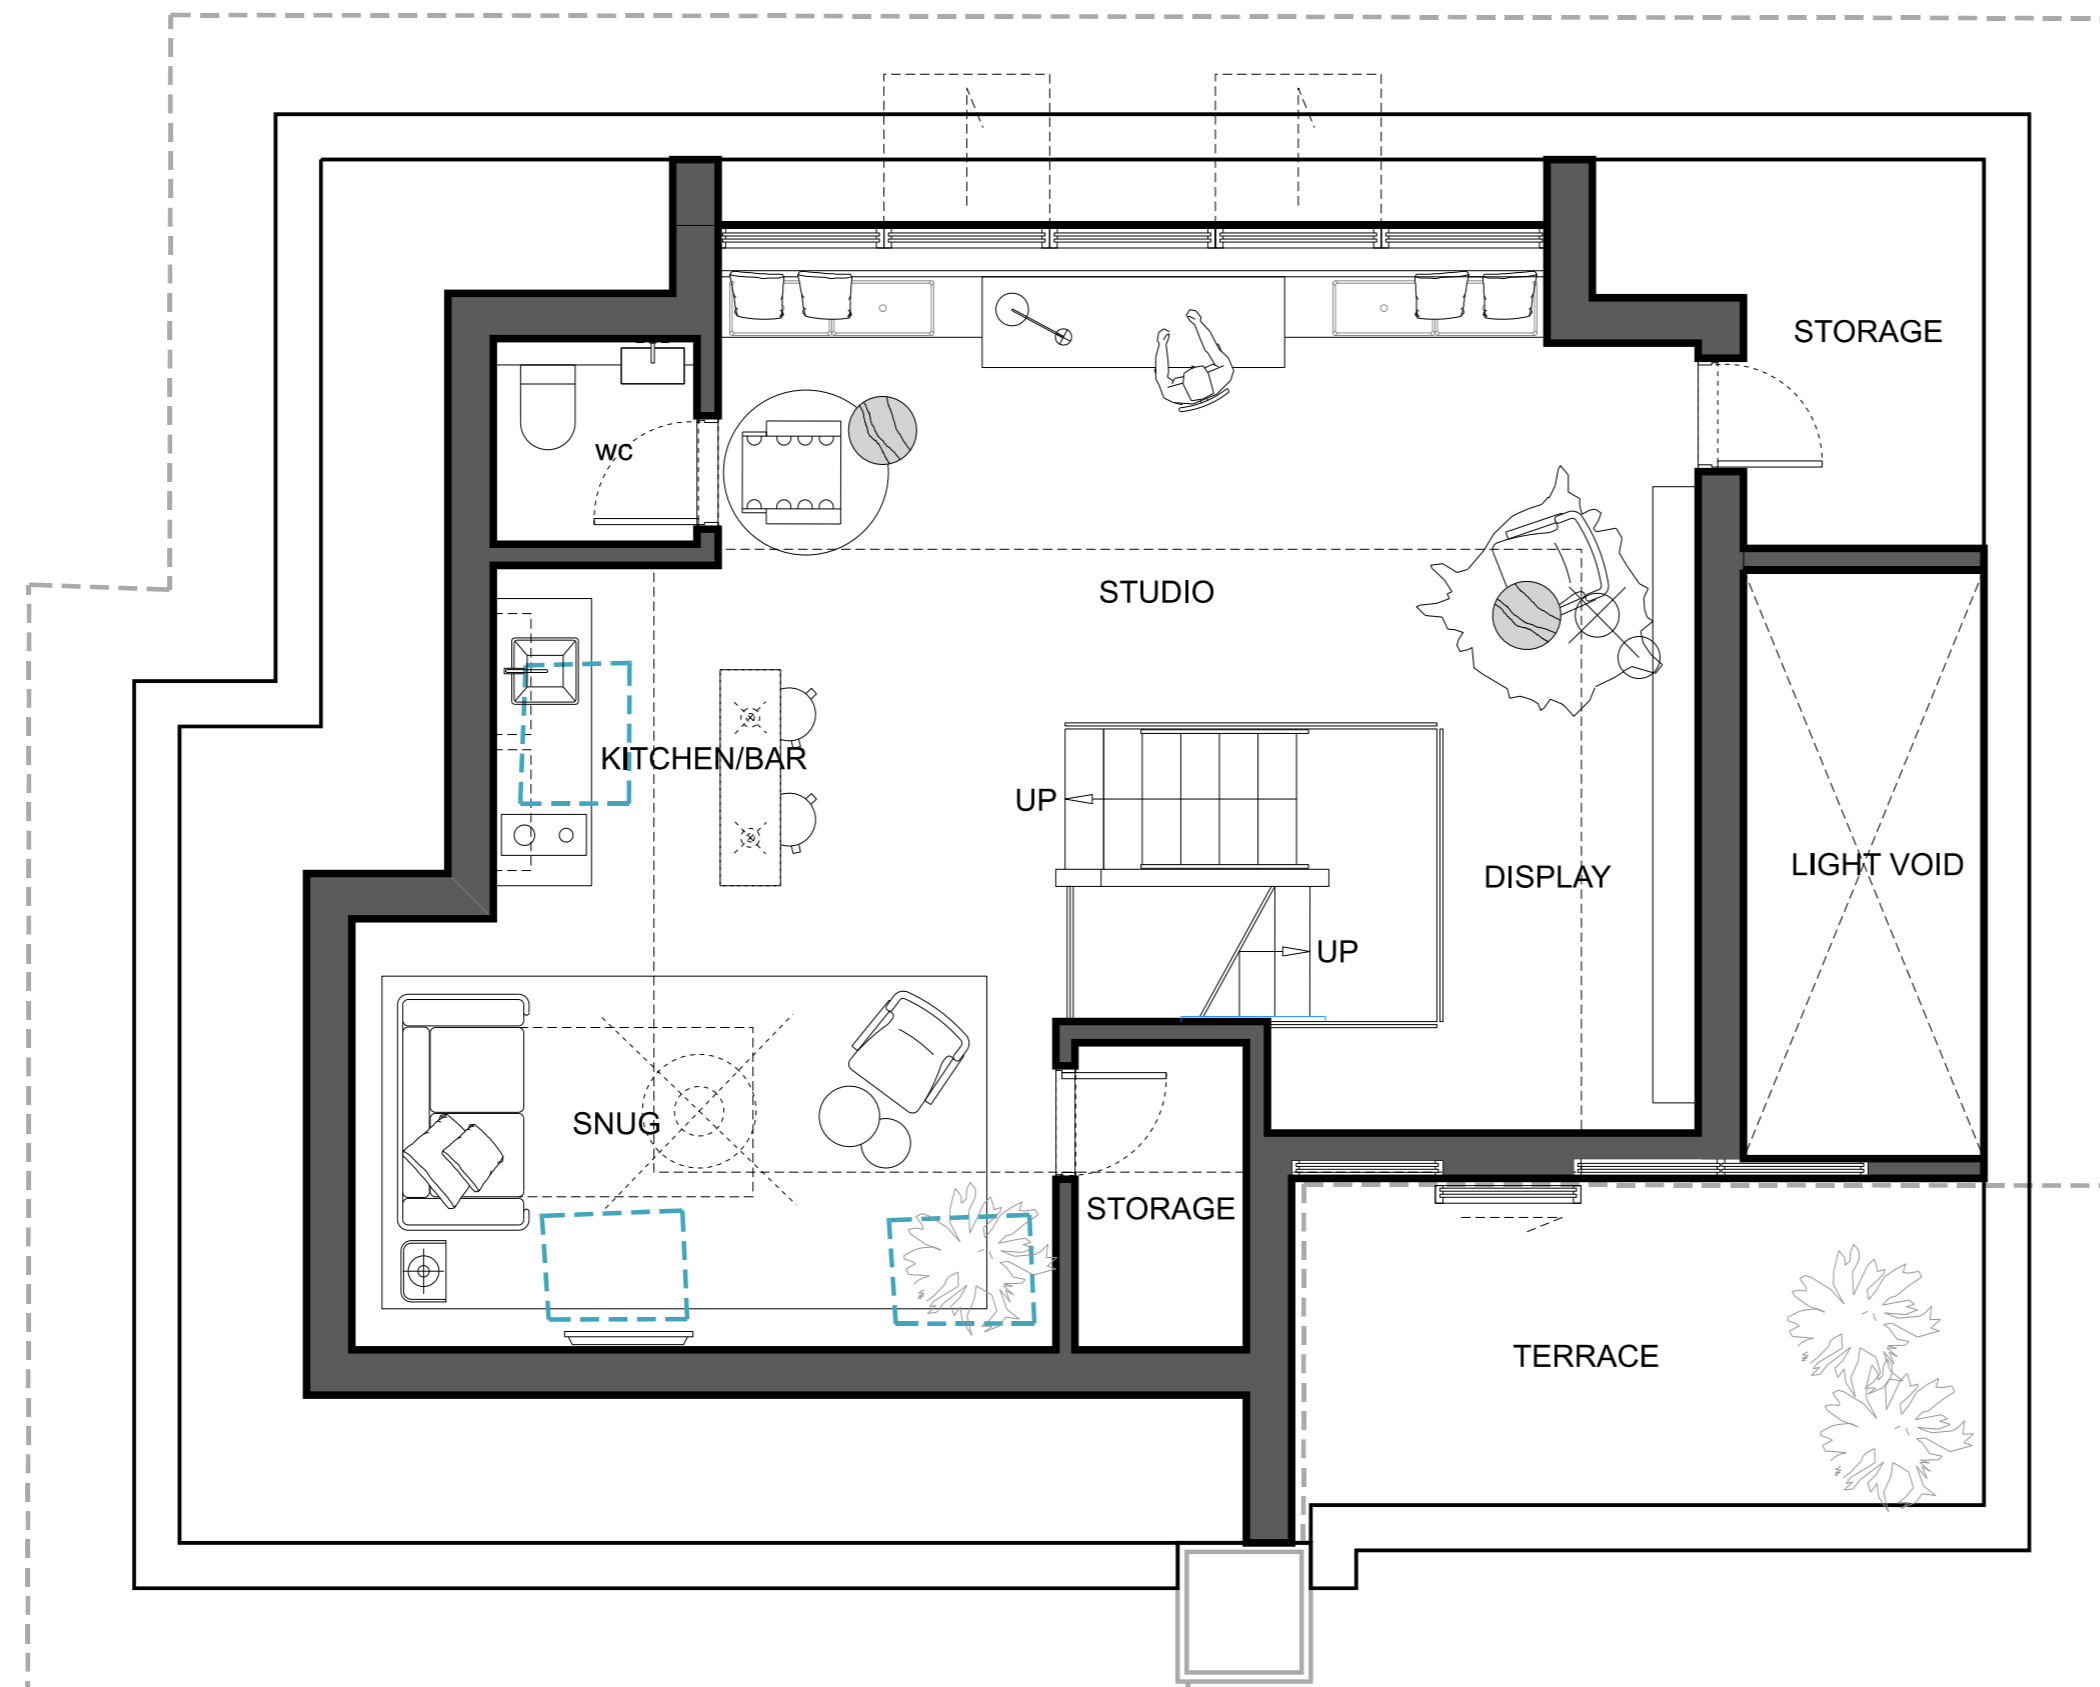 STORAGE
wc
STUDIO
KITCHEN/BAR
UP
LIGHT VOID
DISPLAY
UP
SNUG
STORAGE
TERRACE